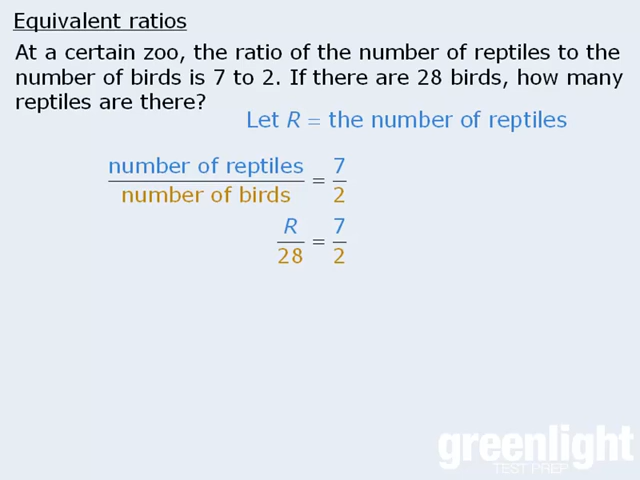 Equivalent ratios
At a certain zoo, the ratio of the number of reptiles to the
number of birds is 7 to 2. If there are 28 birds, how many
reptiles are there?
Let R = the number of reptiles
number of reptiles / number of birds = 7/2
R/28 = 7/2
greenlight
TEST PREP